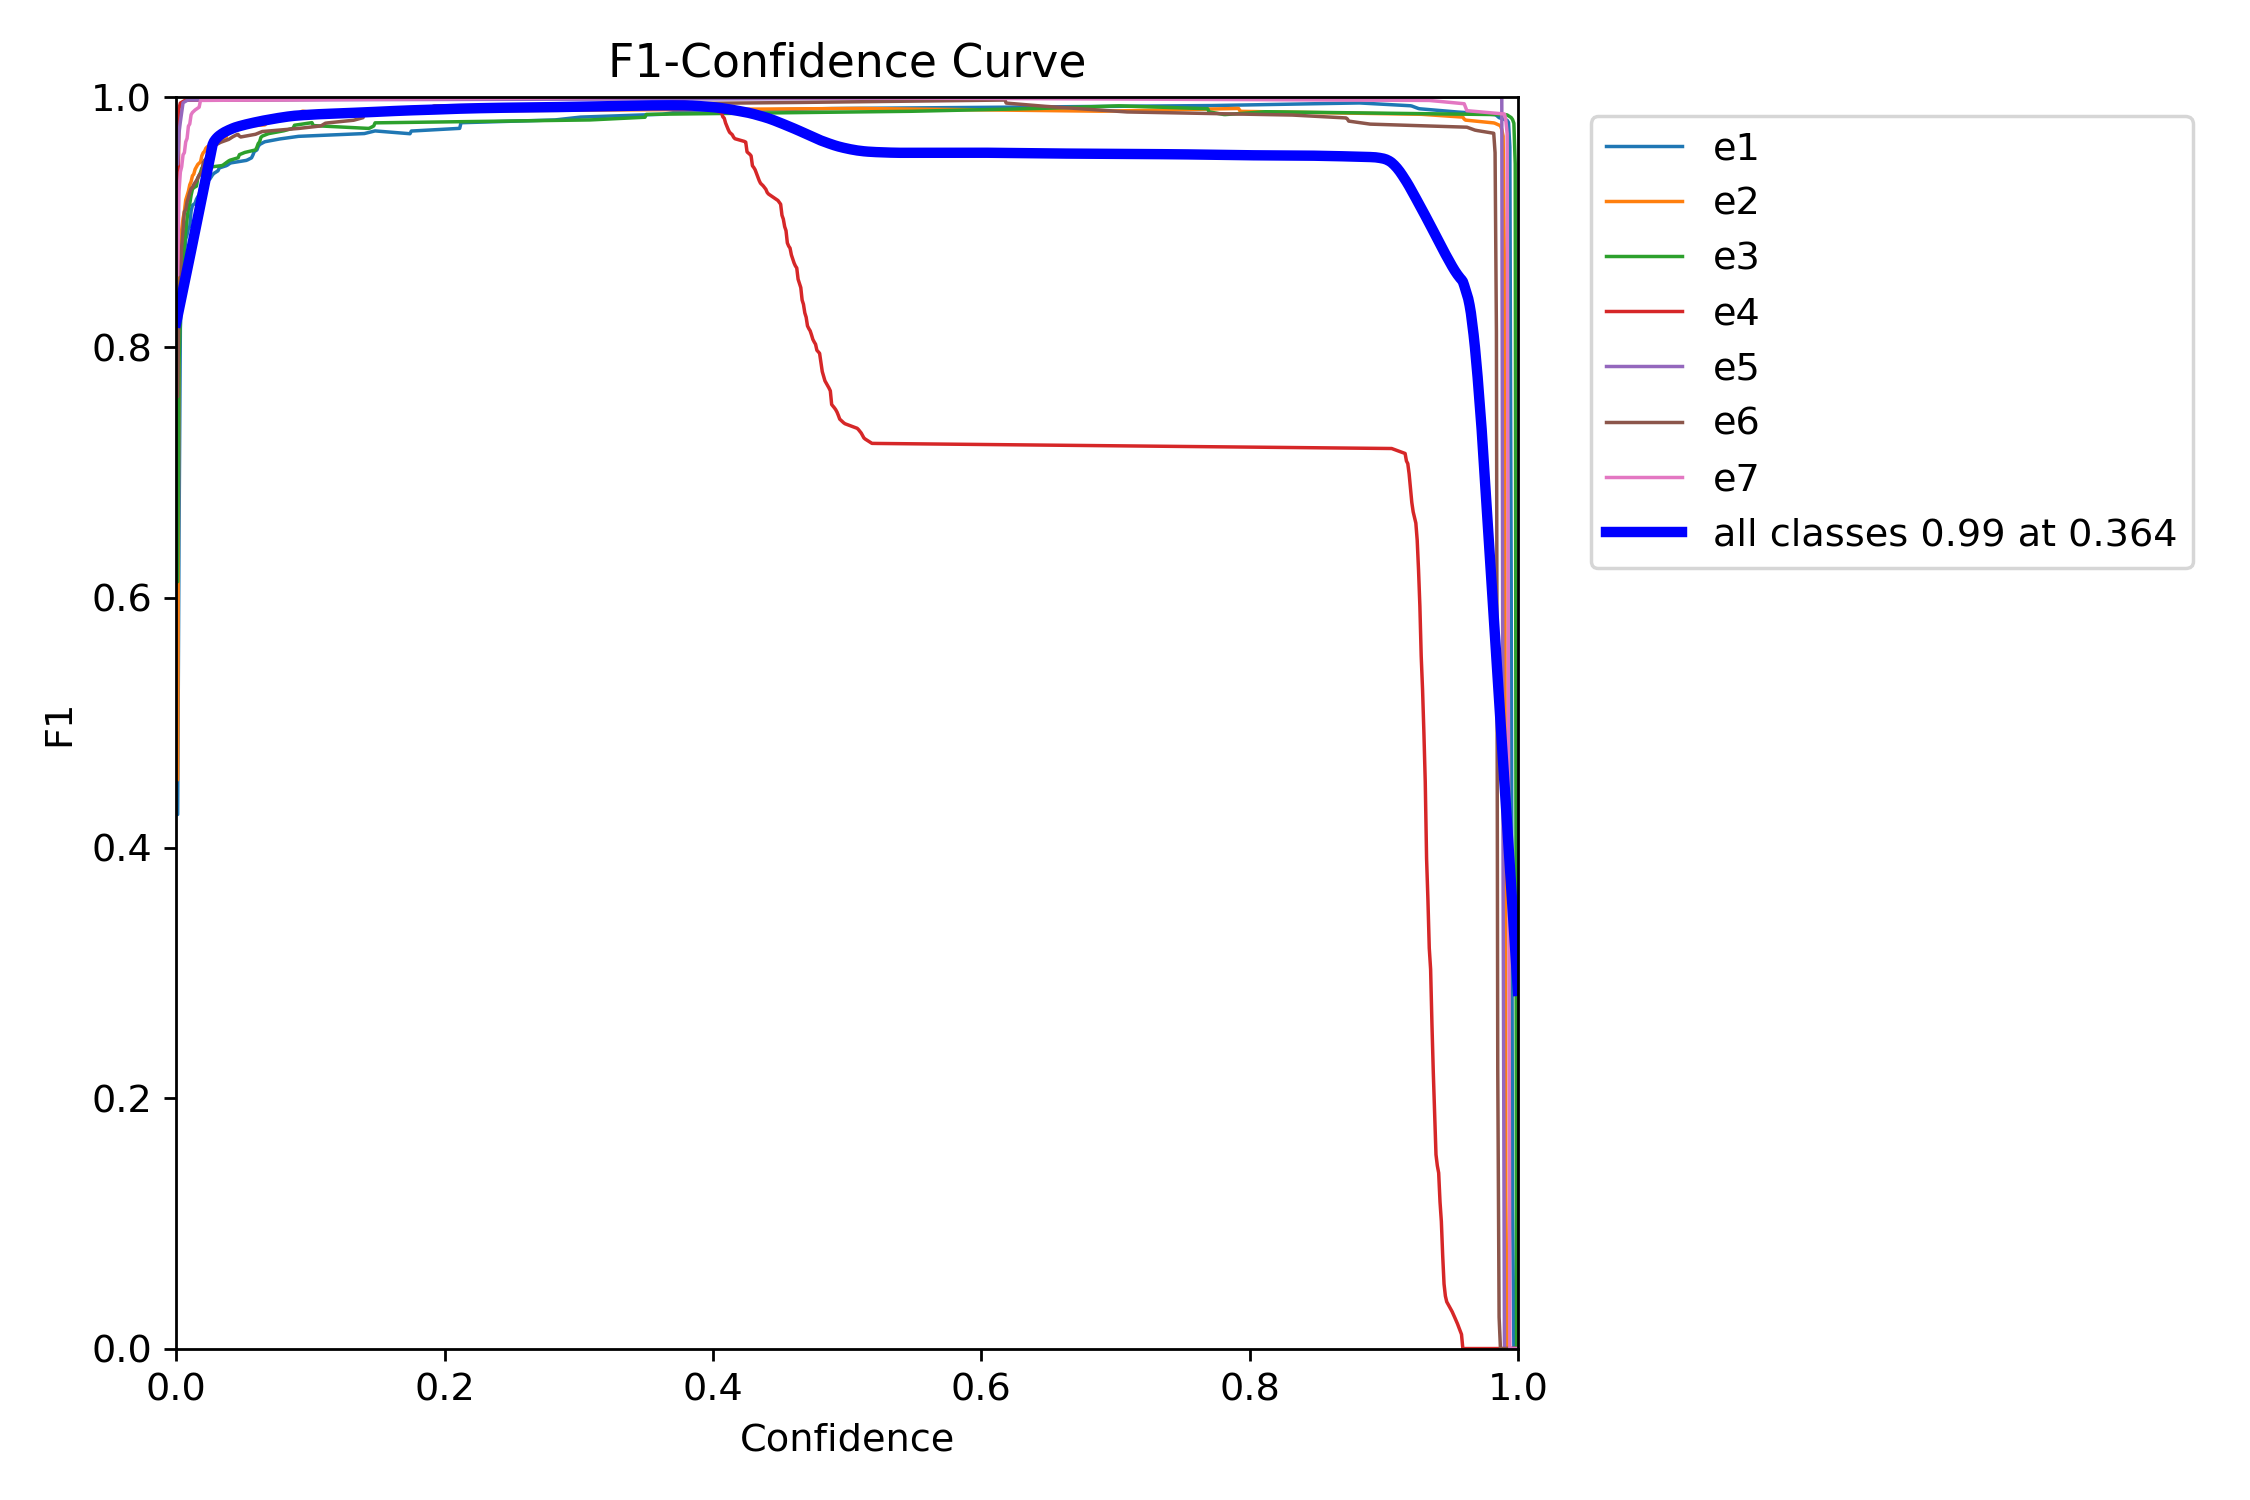 F1-Confidence Curve
1.0
0.8
0.6
0.4
0.2
0.0
F1
0.0 0.2 0.4 0.6 0.8 1.0
Confidence
e1
e2
e3
e4
e5
e6
e7
all classes 0.99 at 0.364